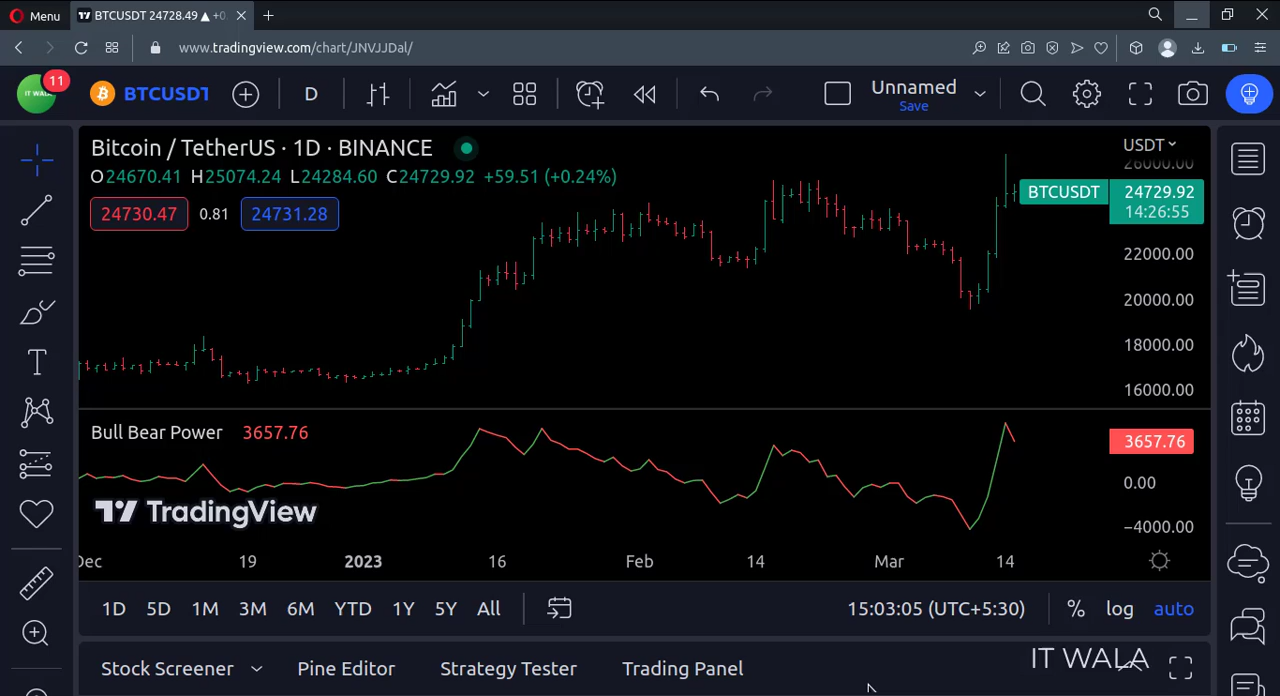 Menu
BTCUSDT 24728.49 ▲ +0
www.tradingview.com/chart/JNVJJDal/
IT WALA
11
BTCUSDT
D
Unnamed
Save
Bitcoin / TetherUS · 1D · BINANCE
O24670.41 H25074.24 L24284.60 C24729.92 +59.51 (+0.24%)
24730.47 0.81 24731.28
USDT
26000.00
BTCUSDT 24729.92
14:26:55
22000.00
20000.00
18000.00
16000.00
Bull Bear Power 3657.76
3657.76
0.00
−4000.00
TradingView
Dec 19 2023 16 Feb 14 Mar 14
1D 5D 1M 3M 6M YTD 1Y 5Y All
15:03:05 (UTC+5:30) % log auto
Stock Screener Pine Editor Strategy Tester Trading Panel
IT WALA